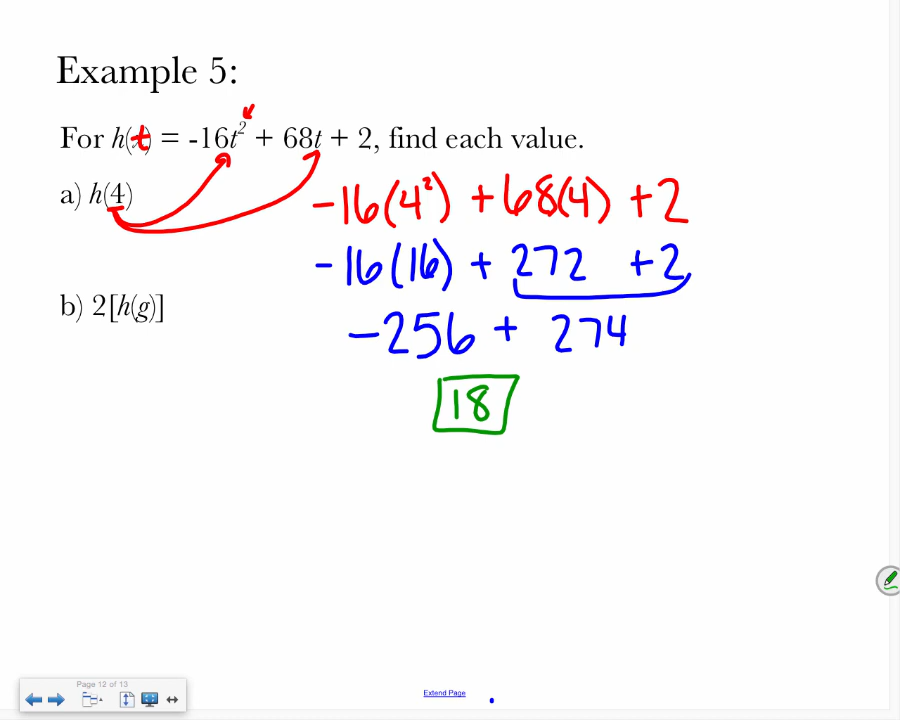 Example 5:
For h(t) = -16t² + 68t + 2, find each value.
a) h(4)
-16(4²) + 68(4) + 2
-16(16) + 272 + 2
b) 2[h(g)]
-256 + 274
18
Page 12 of 13
Extend Page